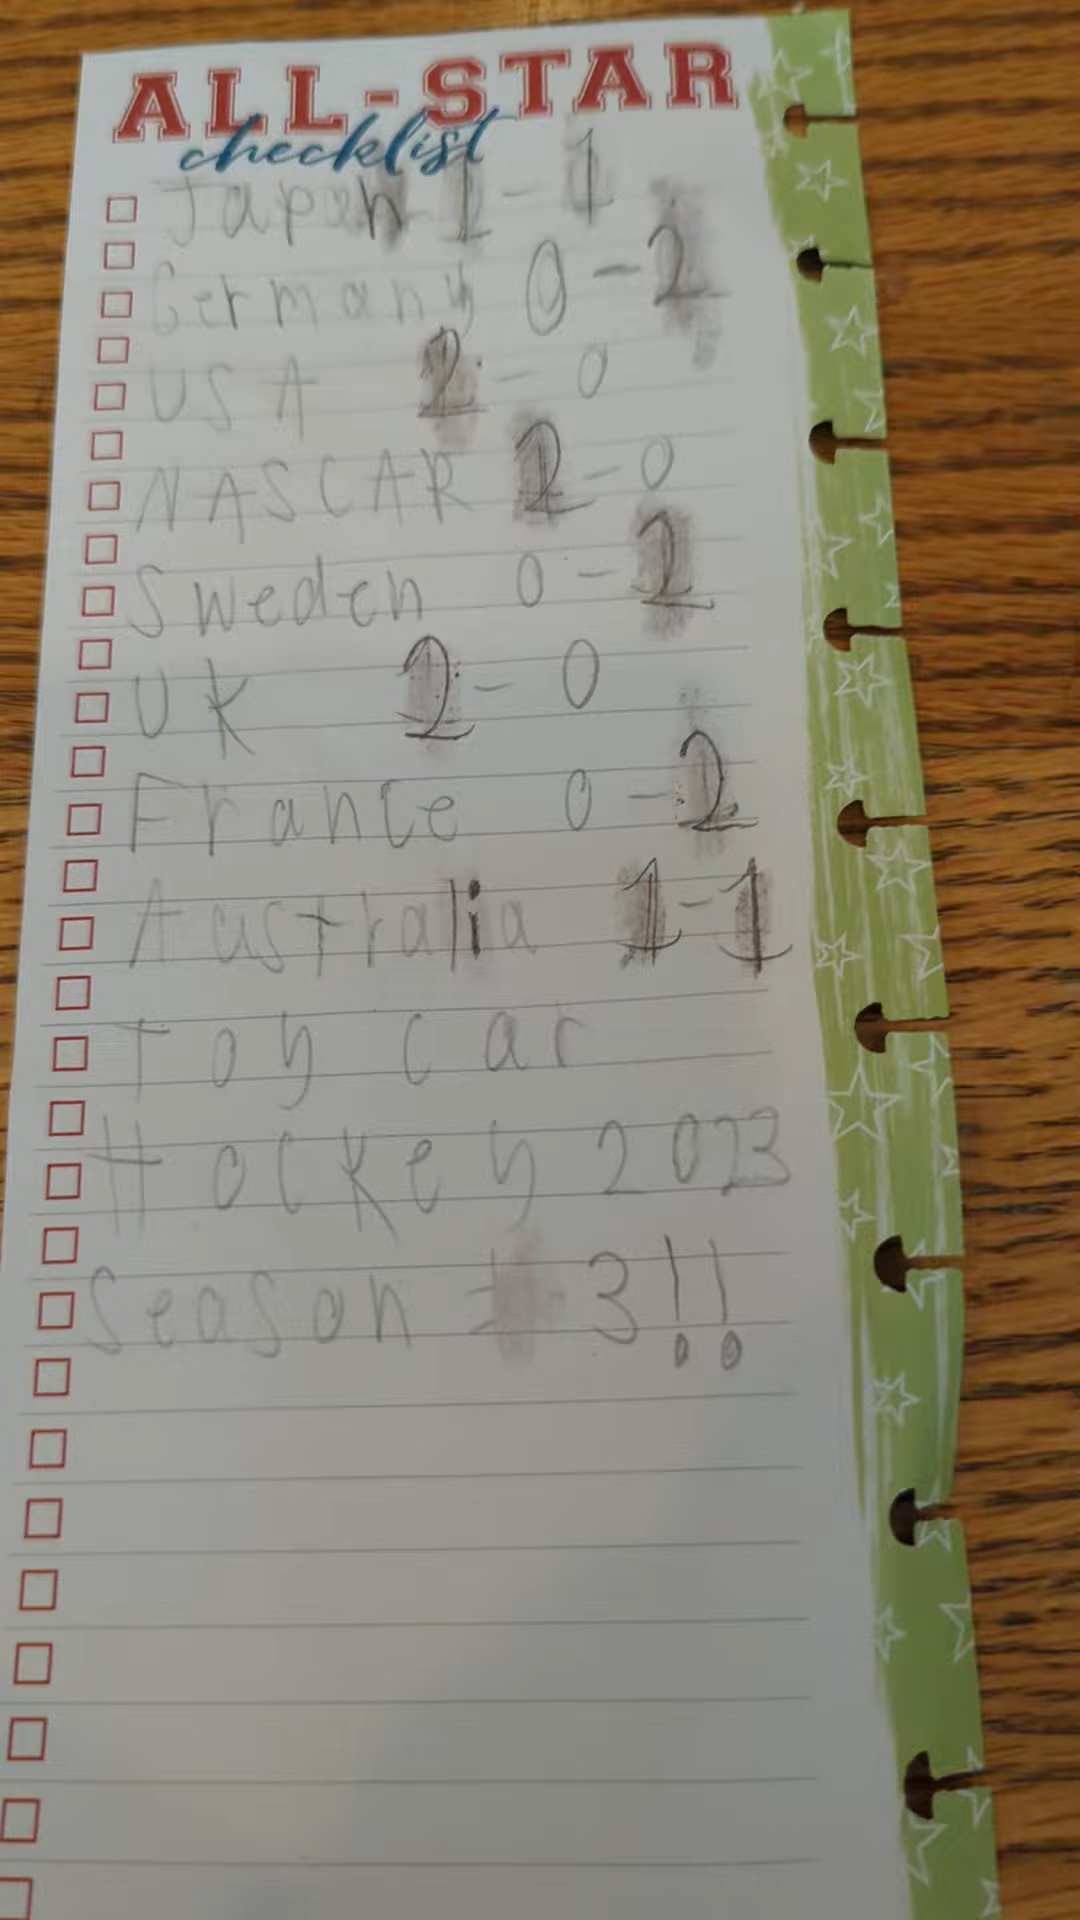 ALL-STAR
checklist
Japan 1-1
Germany 0-2
USA 2-0
NASCAR 2-0
Sweden 0-2
UK 2-0
France 0-2
Australia 1-1
Toy car
Hockey 2023
Season 3!!